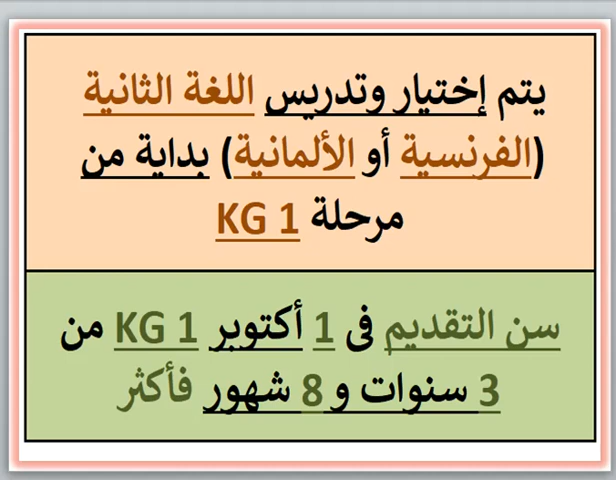 يتم إختيار وتدريس اللغة الثانية
(الفرنسية أو الألمانية) بداية من
مرحلة KG 1
سن التقديم فى 1 أكتوبر KG 1 من
3 سنوات و 8 شهور فأكثر